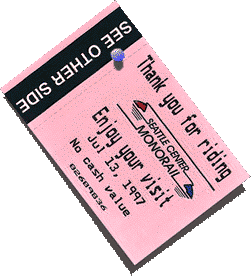 SEE OTHER SIDE
Thank you for riding
SEATTLE CENTER
MONORAIL
Enjoy your visit
Jul 13, 1997
No cash value
02689836